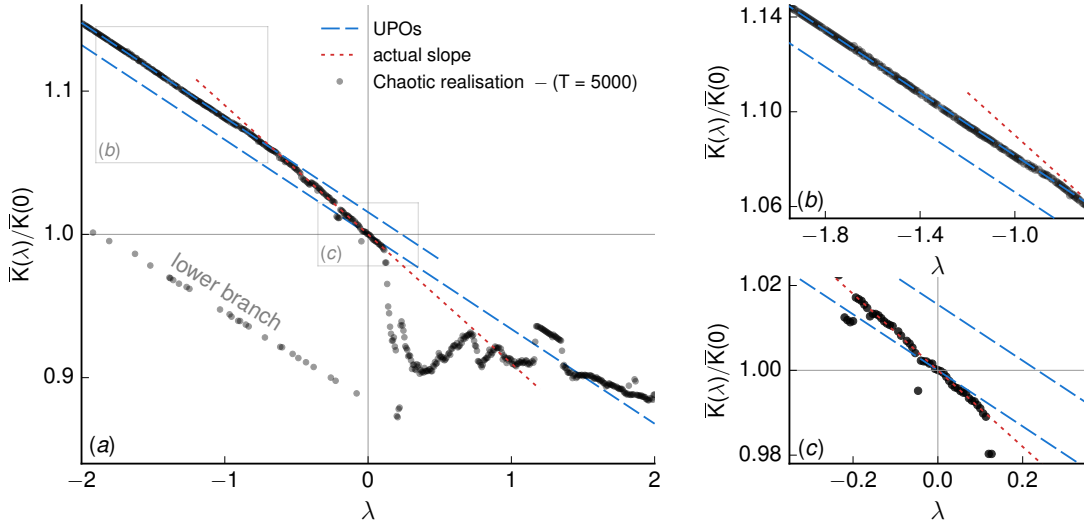 UPOs
actual slope
Chaotic realisation − (T = 5000)
1.1
1.0
0.9
K̅(λ)/K̅(0)
(b)
(c)
lower branch
(a)
−2
−1
0
1
2
λ
1.14
1.10
1.06
K̅(λ)/K̅(0)
(b)
−1.8
−1.4
−1.0
λ
1.02
1.00
0.98
K̅(λ)/K̅(0)
(c)
−0.2
0.0
0.2
λ